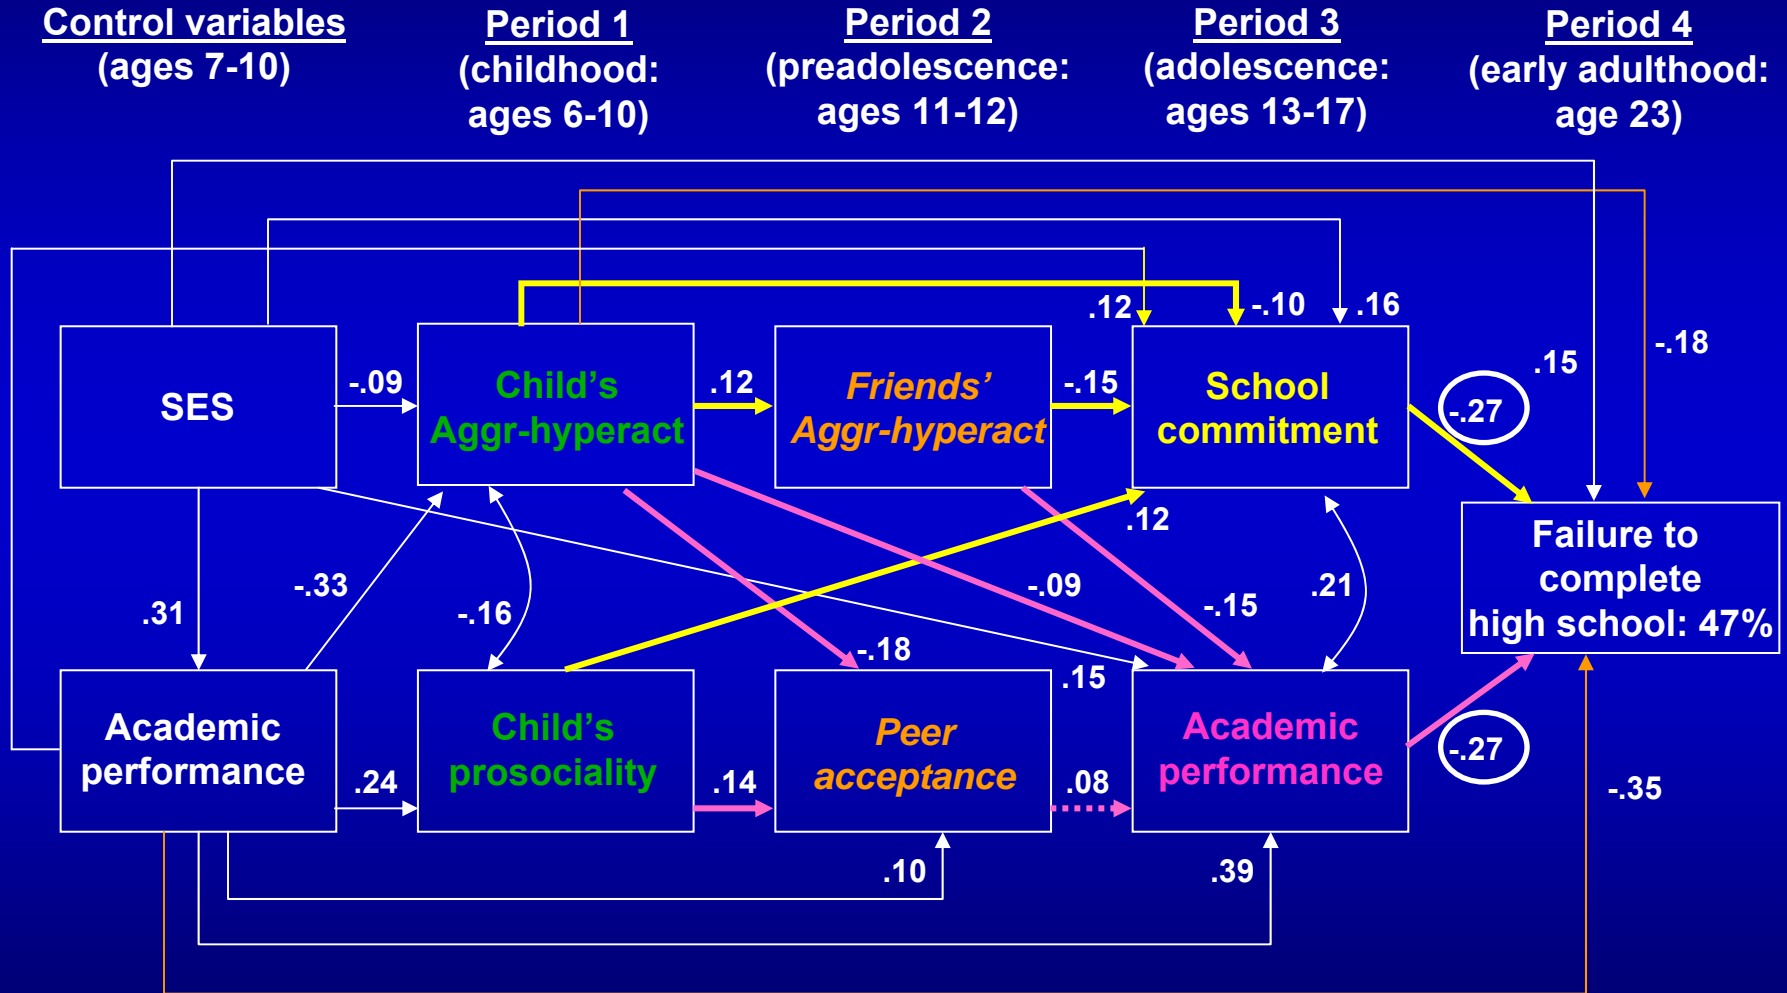 Control variables
(ages 7-10)
Period 1
(childhood:
ages 6-10)
Period 2
(preadolescence:
ages 11-12)
Period 3
(adolescence:
ages 13-17)
Period 4
(early adulthood:
age 23)
.12
-.10
.16
.15
-.18
SES
-.09
Child's
Aggr-hyperact
.12
Friends'
Aggr-hyperact
-.15
School
commitment
-.27
.31
-.33
-.16
.12
-.09
-.15
.21
Failure to
complete
high school: 47%
-.18
.15
Academic
performance
.24
Child's
prosociality
.14
Peer
acceptance
.08
Academic
performance
-.27
-.35
.10
.39